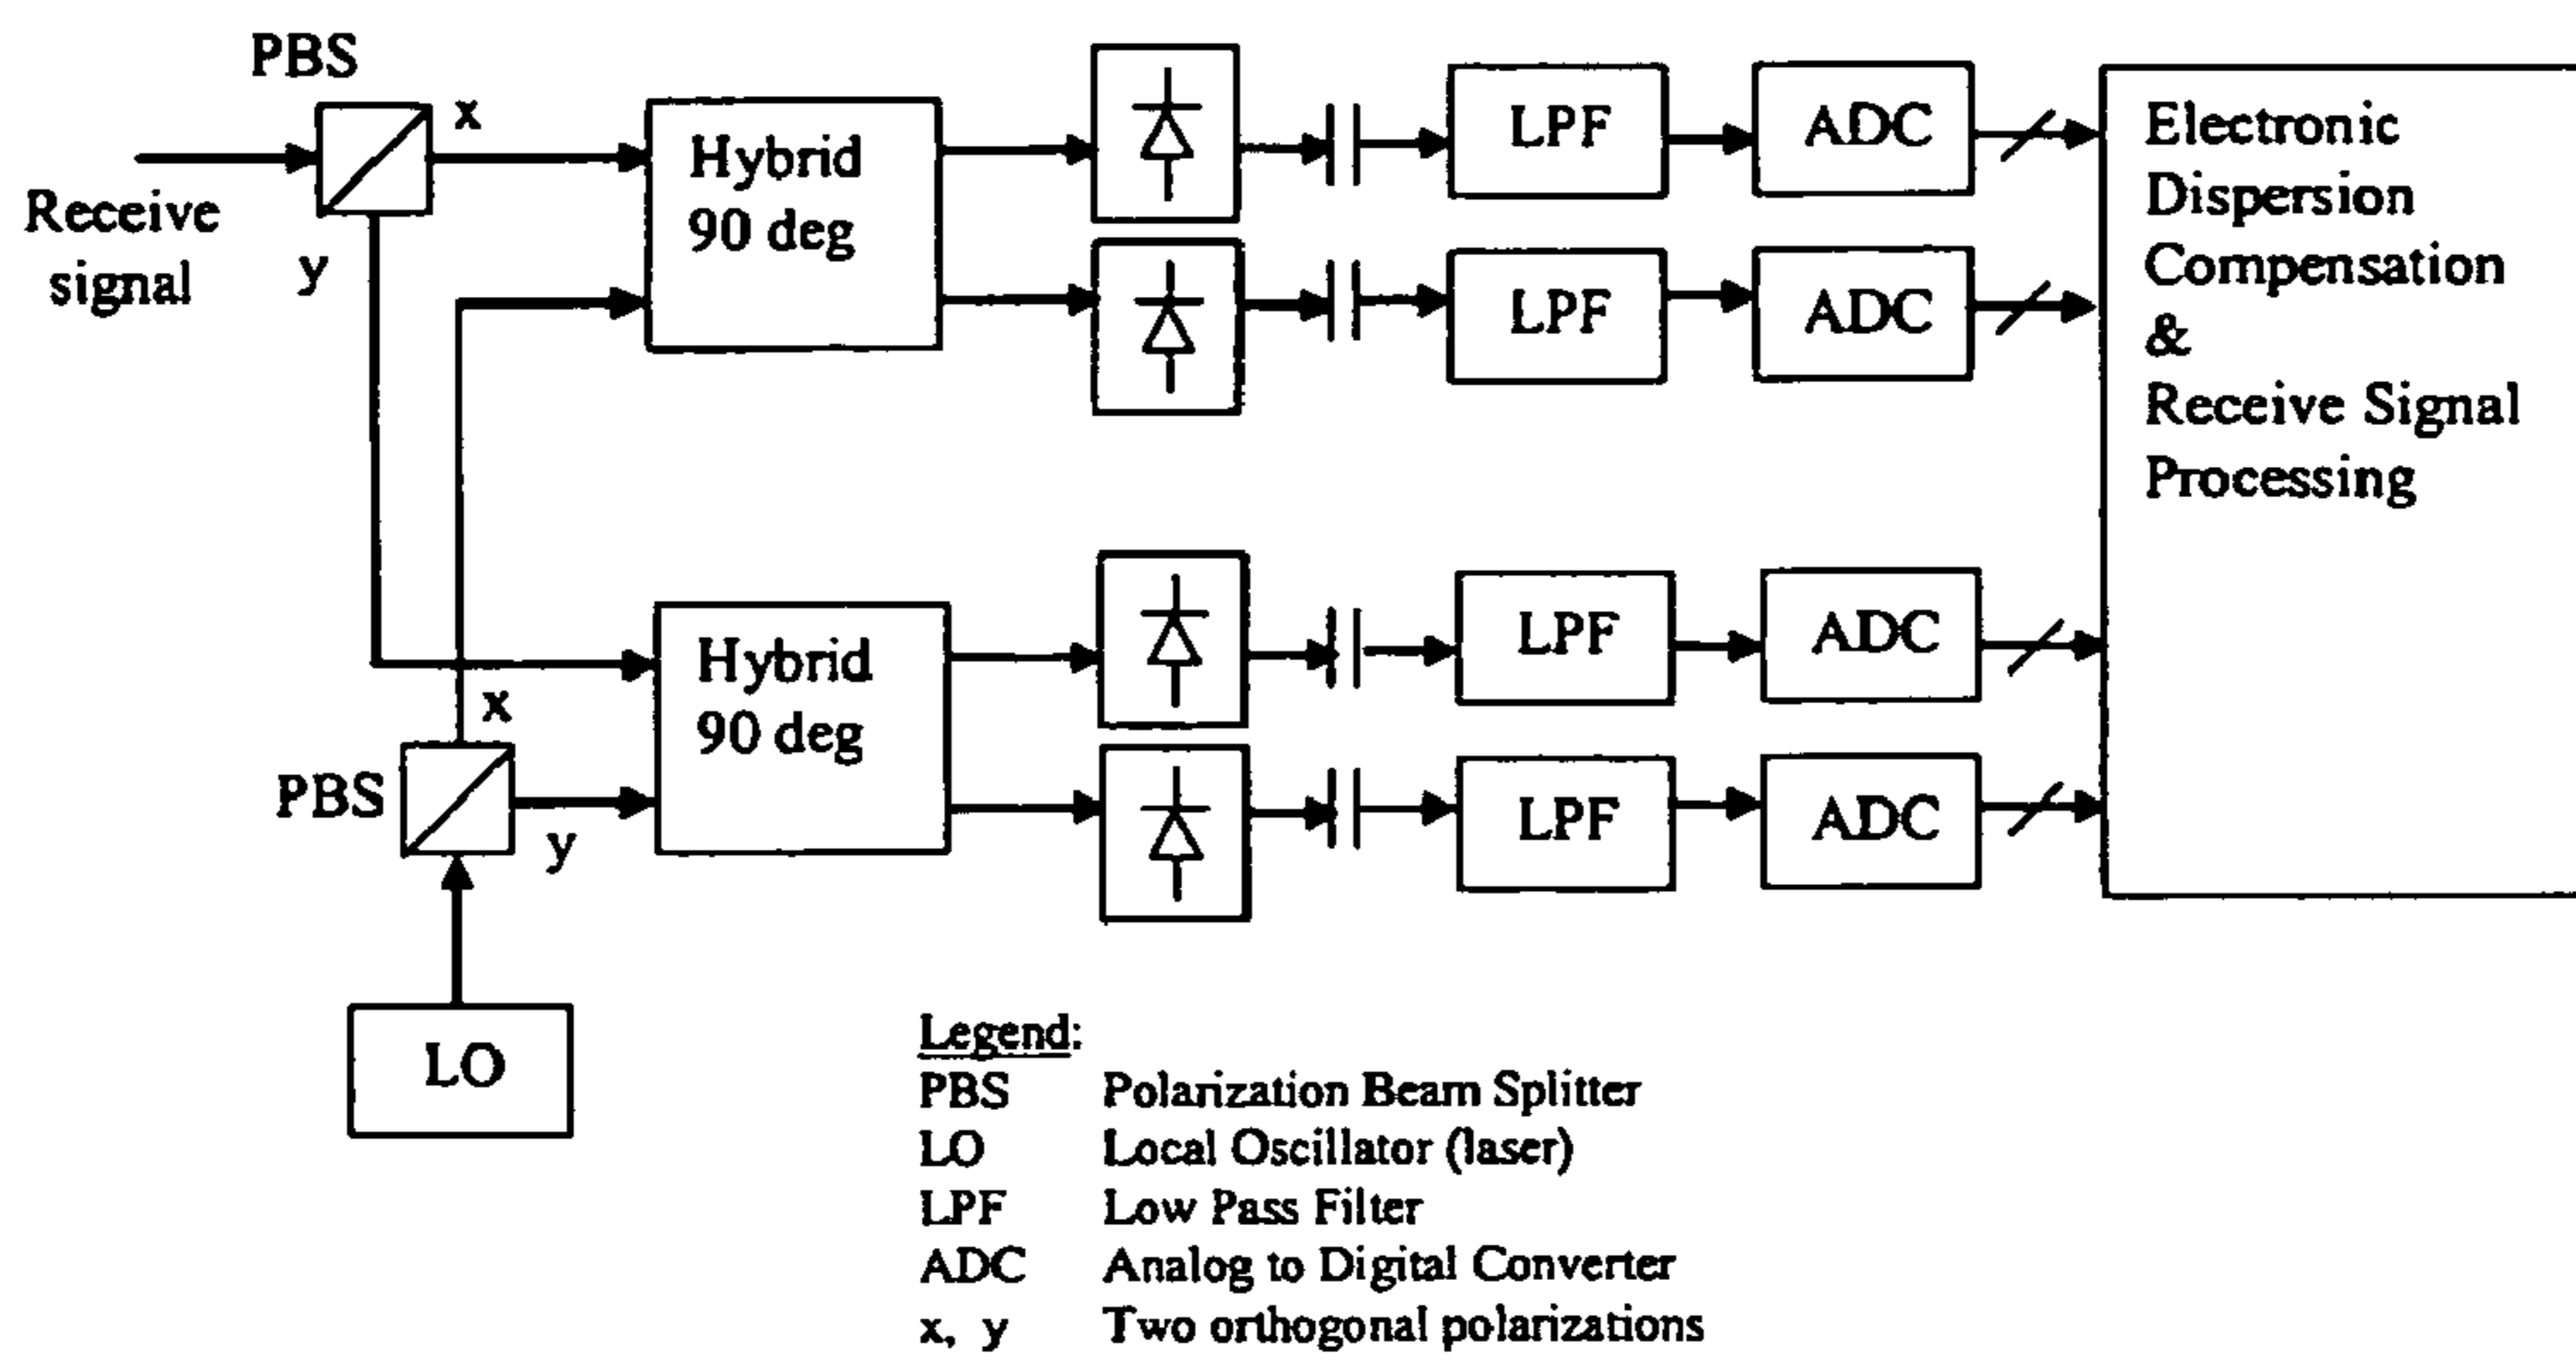 PBS
x
Receive
signal
y
Hybrid
90 deg
LPF
ADC
LPF
ADC
Electronic
Dispersion
Compensation
&
Receive Signal
Processing
Hybrid
90 deg
x
PBS
y
LPF
ADC
LPF
ADC
LO
Legend:
PBS Polarization Beam Splitter
LO Local Oscillator (laser)
LPF Low Pass Filter
ADC Analog to Digital Converter
x, y Two orthogonal polarizations